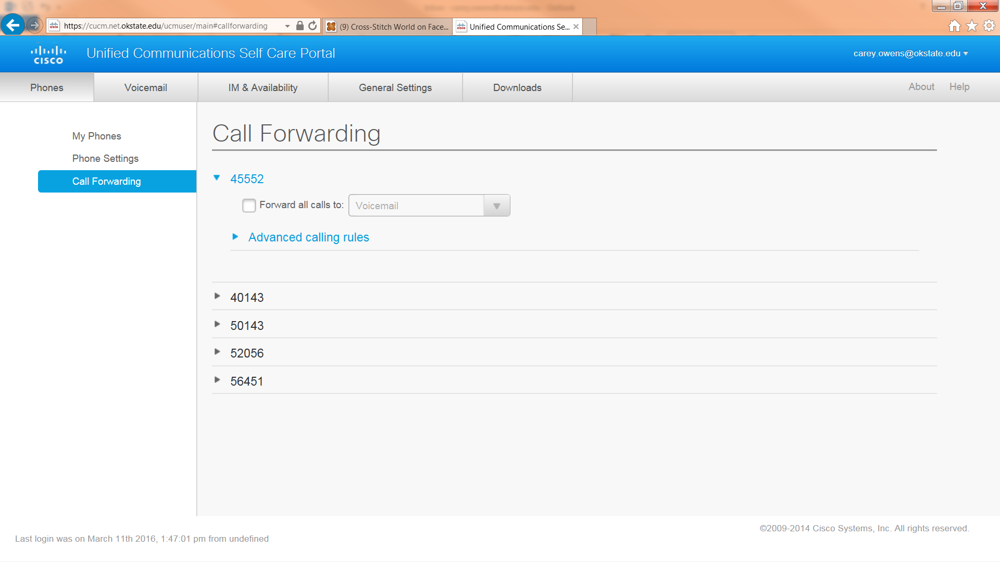 https://cucm.net.okstate.edu/ucmuser/main#callforwarding
(9) Cross-Stitch World on Face...
Unified Communications Se...
CISCO
Unified Communications Self Care Portal
carey.owens@okstate.edu
Phones
Voicemail
IM & Availability
General Settings
Downloads
About
Help
My Phones
Phone Settings
Call Forwarding
Call Forwarding
45552
Forward all calls to:
Voicemail
Advanced calling rules
40143
50143
52056
56451
©2009-2014 Cisco Systems, Inc. All rights reserved.
Last login was on March 11th 2016, 1:47:01 pm from undefined